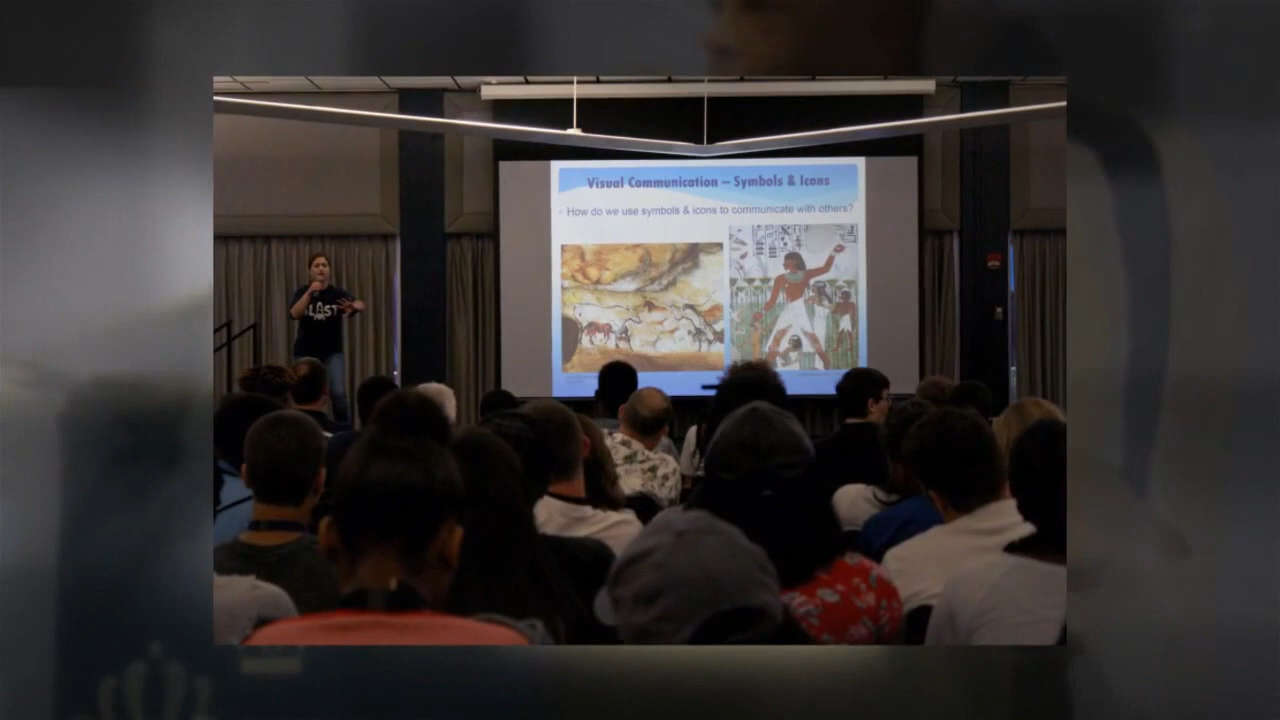 Visual Communication – Symbols & Icons
How do we use symbols & icons to communicate with others?